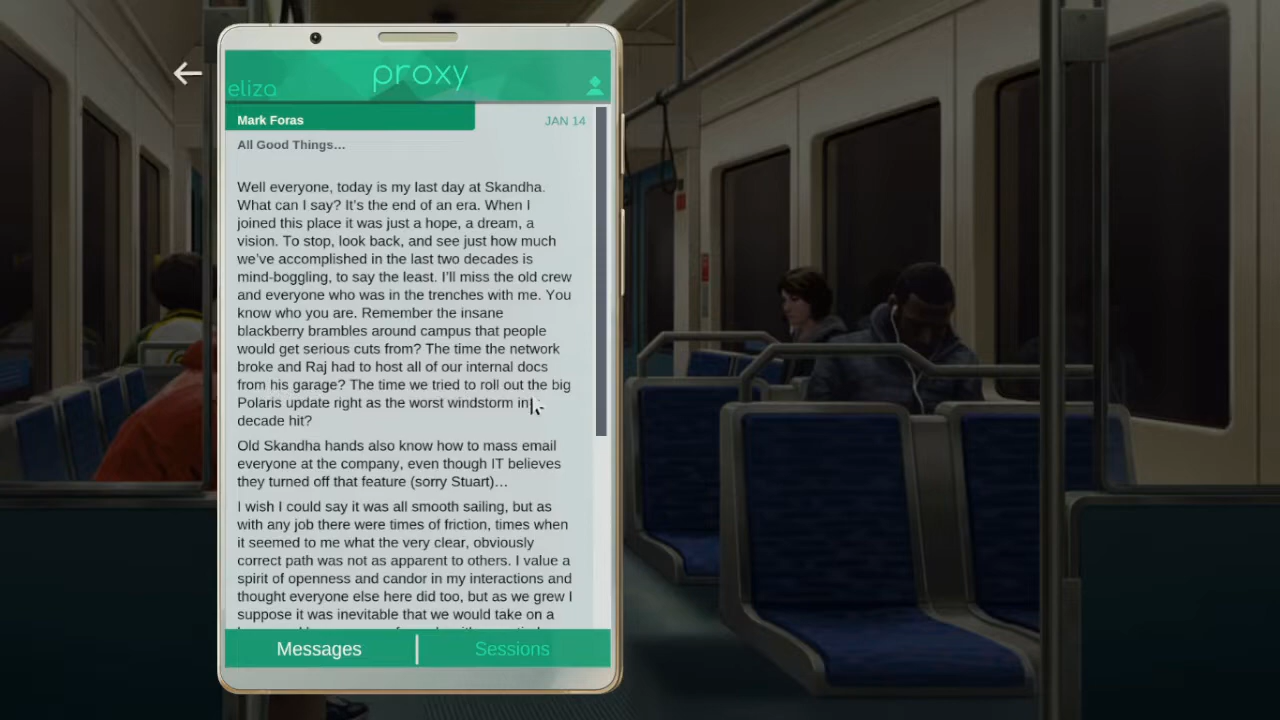 proxy
eliza
Mark Foras
JAN 14
All Good Things…
Well everyone, today is my last day at Skandha.
What can I say? It's the end of an era. When I
joined this place it was just a hope, a dream, a
vision. To stop, look back, and see just how much
we've accomplished in the last two decades is
mind-boggling, to say the least. I'll miss the old crew
and everyone who was in the trenches with me. You
know who you are. Remember the insane
blackberry brambles around campus that people
would get serious cuts from? The time the network
broke and Raj had to host all of our internal docs
from his garage? The time we tried to roll out the big
Polaris update right as the worst windstorm in
decade hit?
Old Skandha hands also know how to mass email
everyone at the company, even though IT believes
they turned off that feature (sorry Stuart)…
I wish I could say it was all smooth sailing, but as
with any job there were times of friction, times when
it seemed to me what the very clear, obviously
correct path was not as apparent to others. I value a
spirit of openness and candor in my interactions and
thought everyone else here did too, but as we grew I
suppose it was inevitable that we would take on a
Messages
Sessions